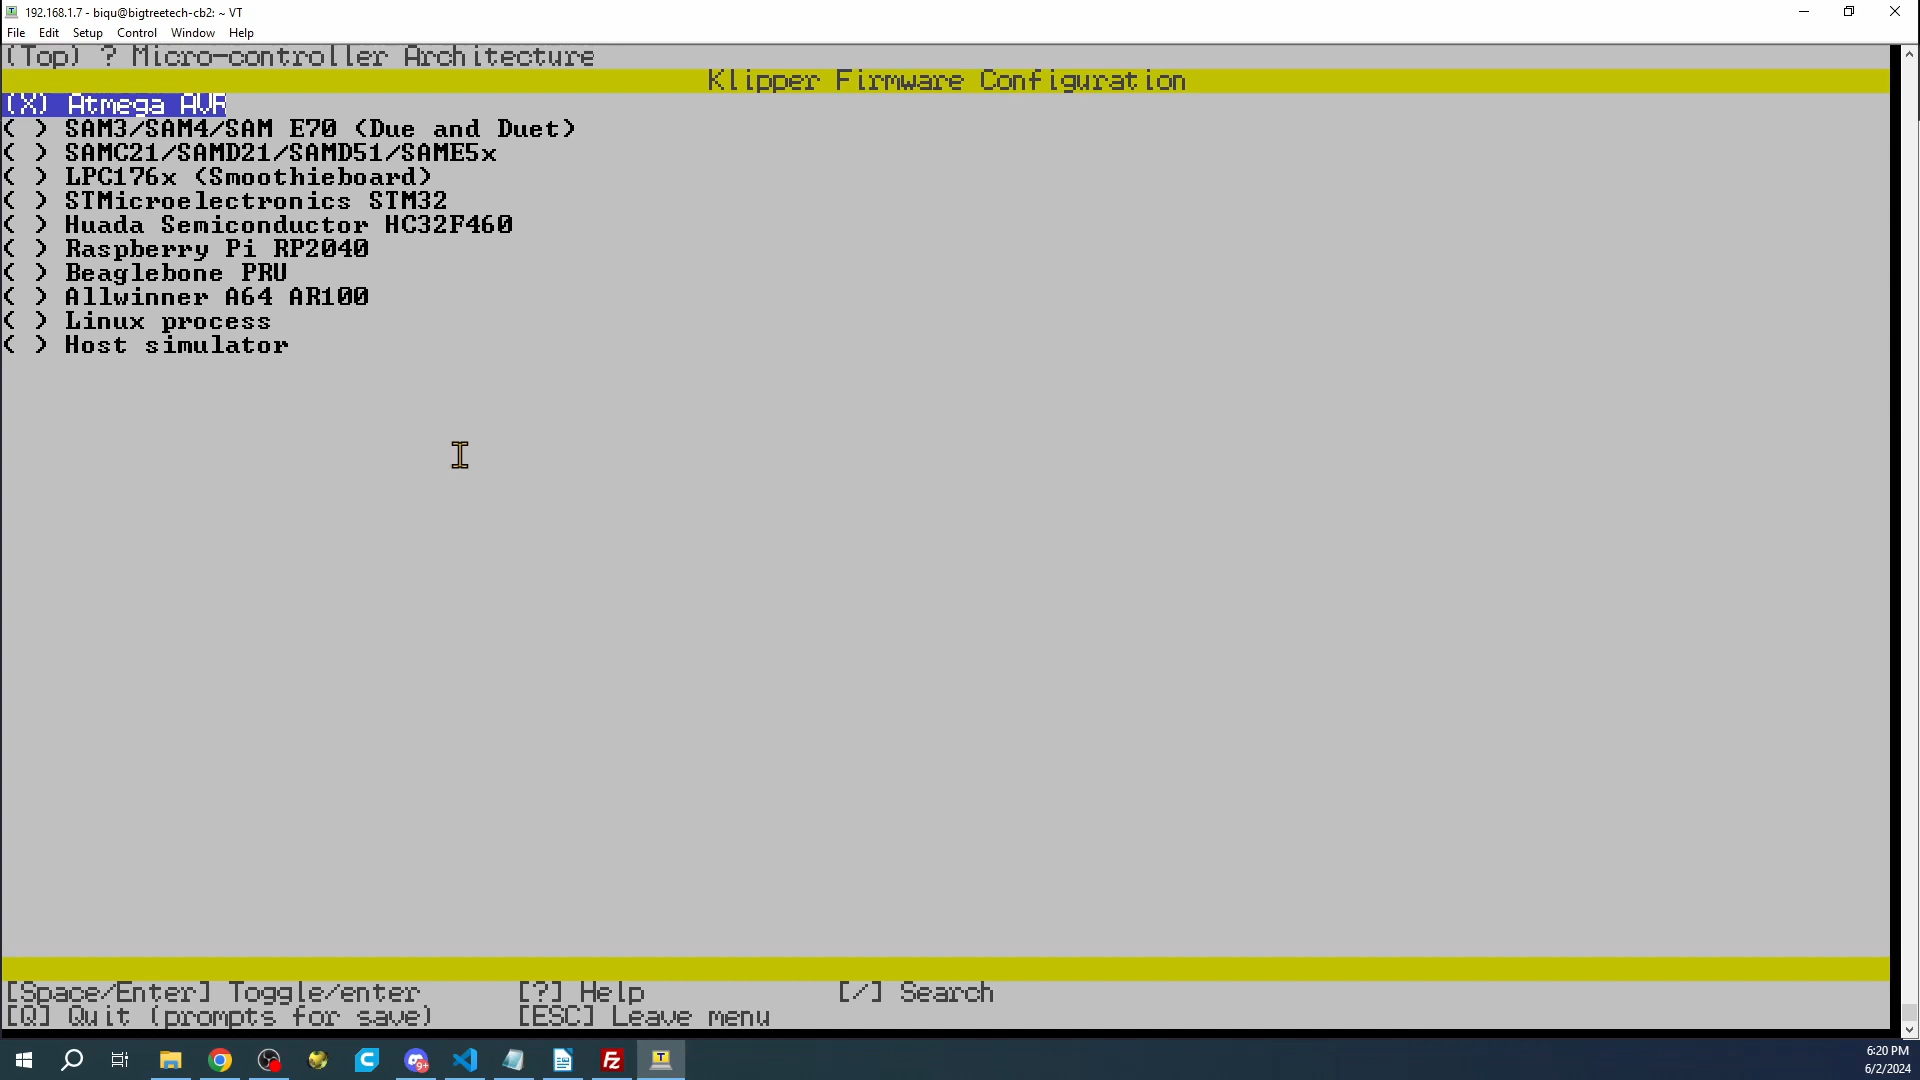 192.168.1.7 - biqu@bigtreetech-cb2: ~ VT
File Edit Setup Control Window Help
(Top) ? Micro-controller Architecture
Klipper Firmware Configuration
(X) Atmega AVR
( ) SAM3/SAM4/SAM E70 (Due and Duet)
( ) SAMC21/SAMD21/SAMD51/SAME5x
( ) LPC176x (Smoothieboard)
( ) STMicroelectronics STM32
( ) Huada Semiconductor HC32F460
( ) Raspberry Pi RP2040
( ) Beaglebone PRU
( ) Allwinner A64 AR100
( ) Linux process
( ) Host simulator
[Space/Enter] Toggle/enter [?] Help [/] Search
[Q] Quit (prompts for save) [ESC] Leave menu
9+
6:20 PM
6/2/2024